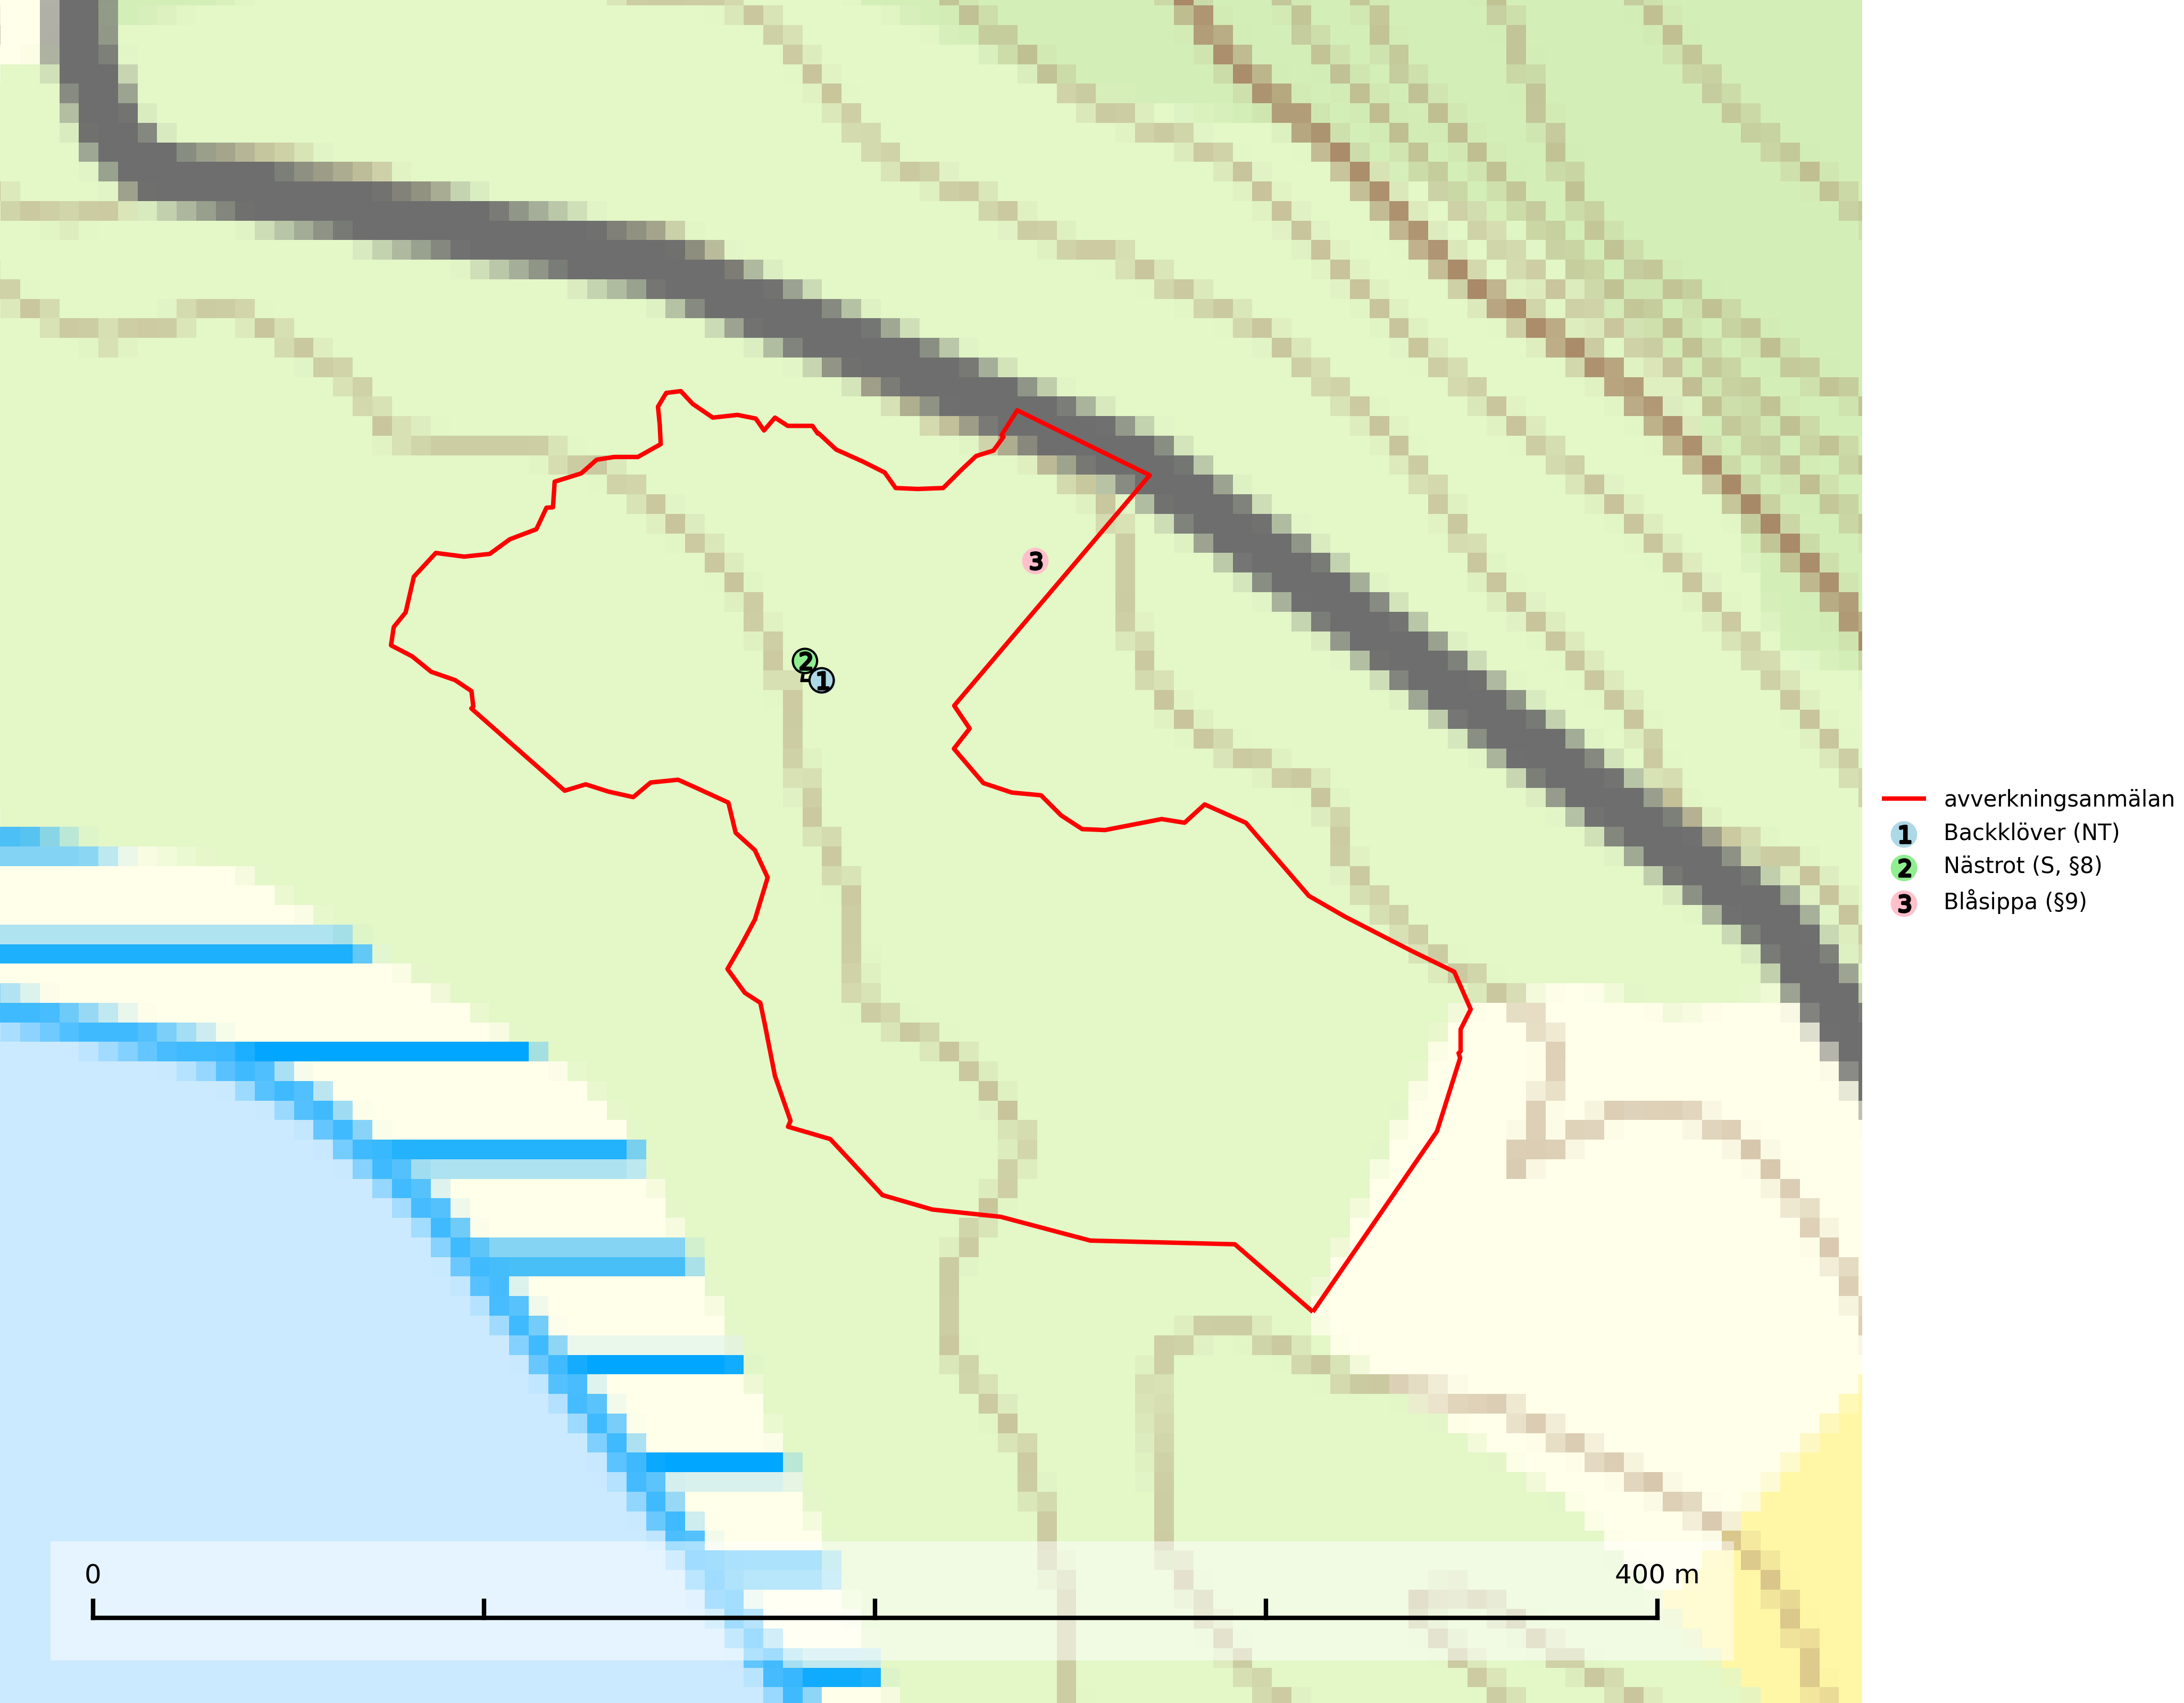 3
2
1
avverkningsanmälan
1 Backklöver (NT)
2 Nästrot (S, §8)
3 Blåsippa (§9)
0 400 m